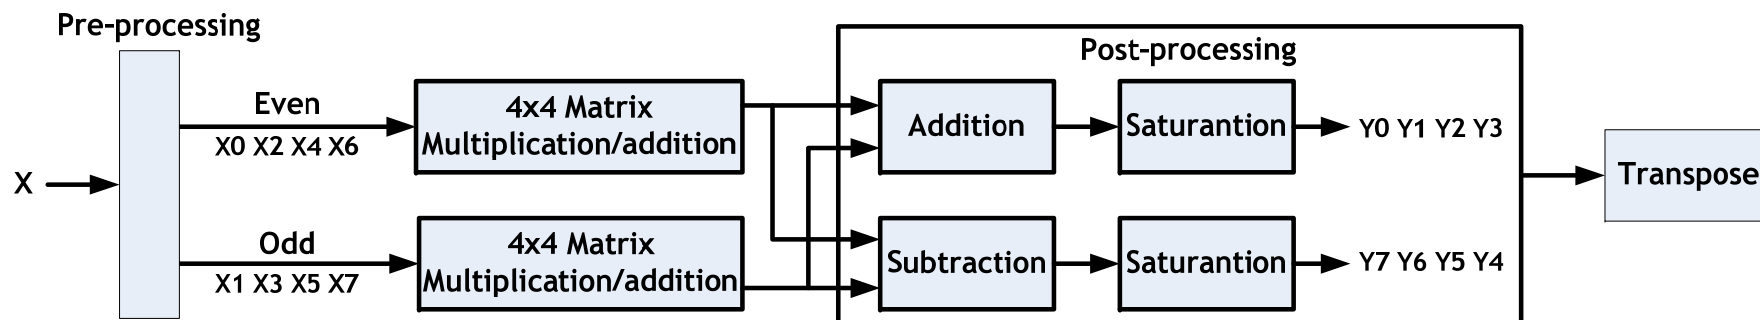 Pre-processing
Post-processing
Even
X0 X2 X4 X6
4x4 Matrix
Multiplication/addition
Addition
Saturantion
Y0 Y1 Y2 Y3
X
Transpose
Odd
X1 X3 X5 X7
4x4 Matrix
Multiplication/addition
Subtraction
Saturantion
Y7 Y6 Y5 Y4